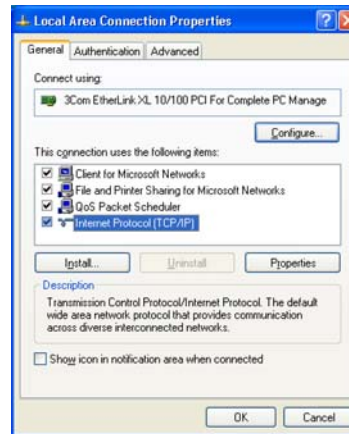 Local Area Connection Properties
General Authentication Advanced
Connect using:
3Com EtherLink XL 10/100 PCI For Complete PC Manage
Configure...
This connection uses the following items:
Client for Microsoft Networks
File and Printer Sharing for Microsoft Networks
QoS Packet Scheduler
Internet Protocol (TCP/IP)
Install... Uninstall Properties
Description
Transmission Control Protocol/Internet Protocol. The default
wide area network protocol that provides communication
across diverse interconnected networks.
Show icon in notification area when connected
OK Cancel